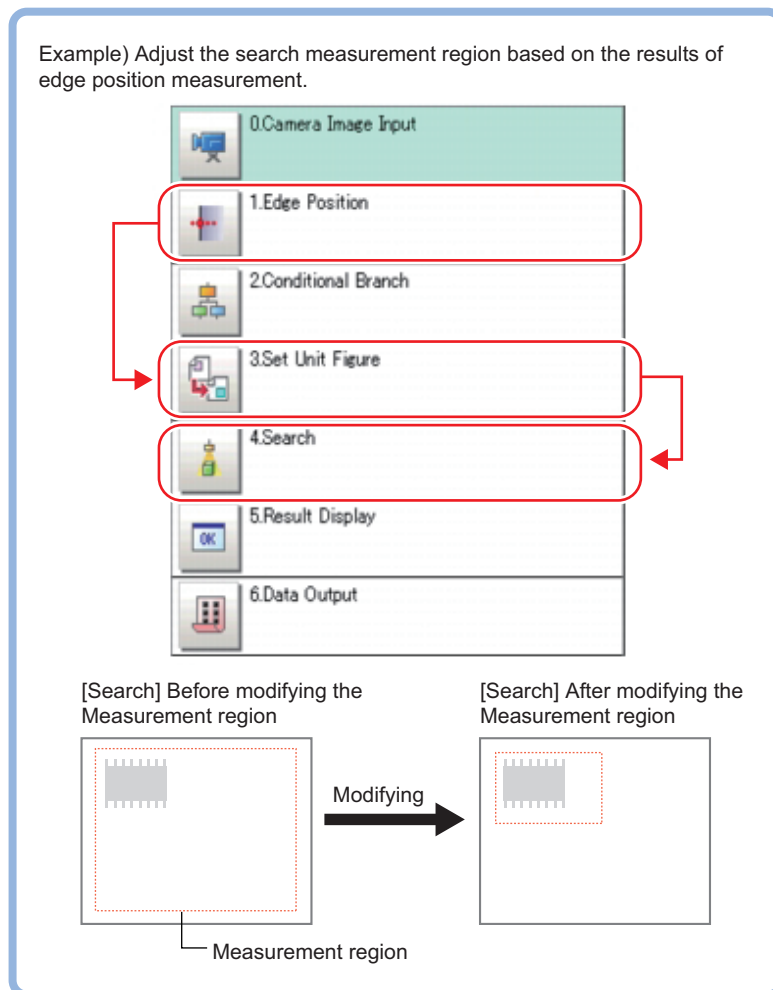 Example) Adjust the search measurement region based on the results of
edge position measurement.
0.Camera Image Input
1.Edge Position
2.Conditional Branch
3.Set Unit Figure
4.Search
5.Result Display
OK
6.Data Output
[Search] Before modifying the
Measurement region
[Search] After modifying the
Measurement region
Modifying
Measurement region